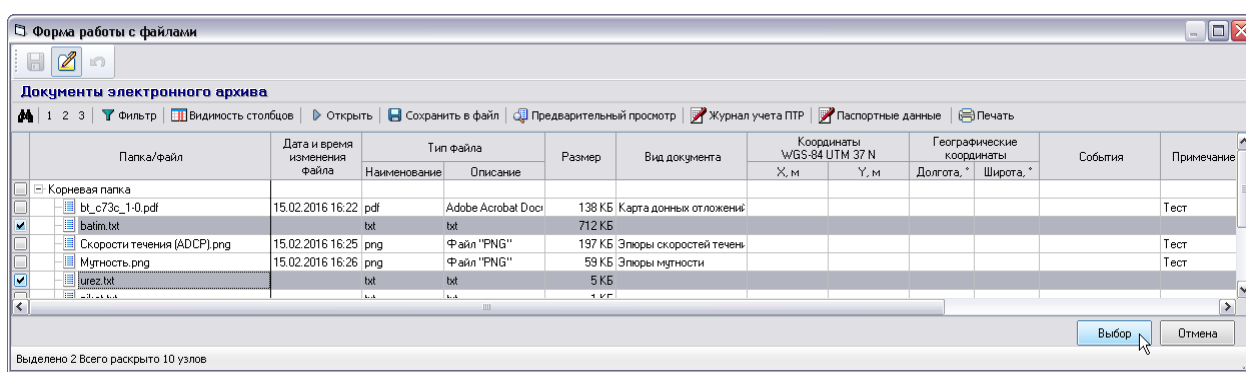 Форма работы с файлами
Документы электронного архива
1 2 3 Фильтр Видимость столбцов Открыть Сохранить в файл Предварительный просмотр Журнал учета ПТР Паспортные данные Печать
Папка/файл Дата и время изменения файла Тип файла Размер Вид документа Координаты WGS-84 UTM 37 N Географические координаты События Примечание
Наименование Описание X, м Y, м Долгота, ° Широта, °
Корневая папка
bt_c73c_1-0.pdf 15.02.2016 16:22 pdf Adobe Acrobat Doc 138 КБ Карта донных отложений Тест
batim.txt txt txt 712 КБ
Скорости течения (ADCP).png 15.02.2016 16:25 png Файл "PNG" 197 КБ Эпюры скоростей течень Тест
Мутность.png 15.02.2016 16:26 png Файл "PNG" 59 КБ Эпюры мутности Тест
urez.txt txt txt 5 КБ
Выбор Отмена
Выделено 2 Всего раскрыто 10 узлов